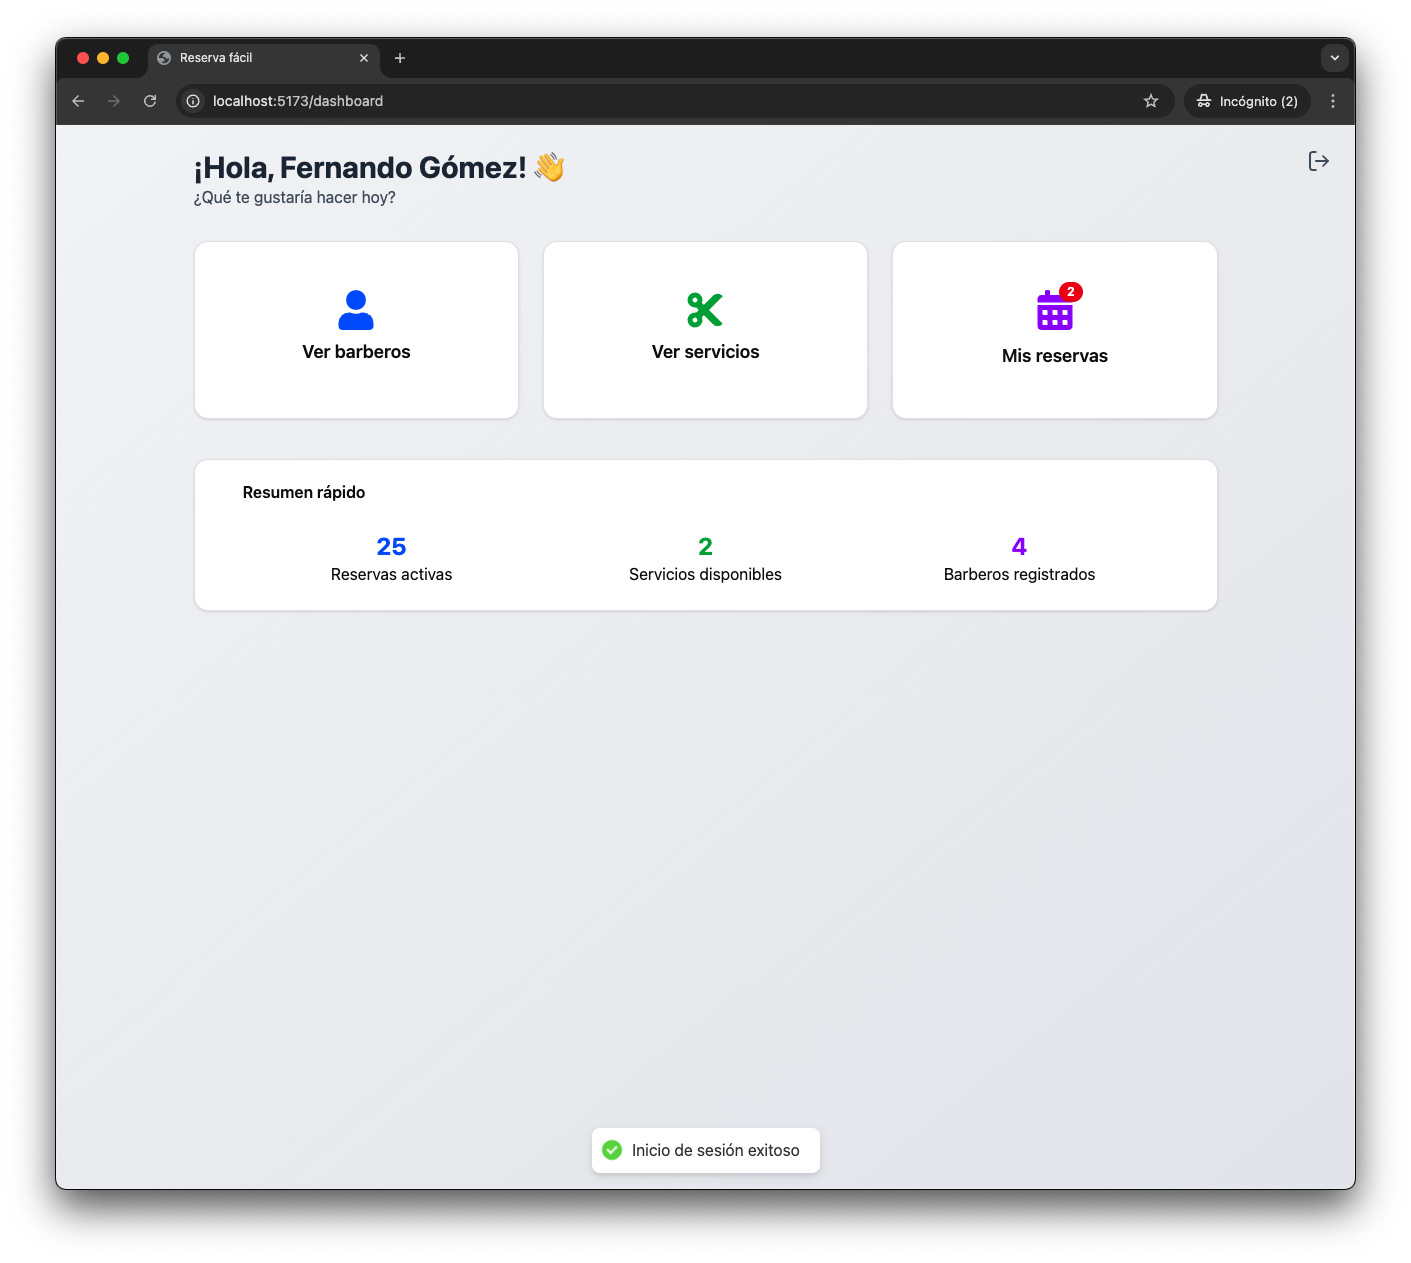 Reserva fácil
localhost:5173/dashboard
Incógnito (2)
¡Hola, Fernando Gómez! 👋
¿Qué te gustaría hacer hoy?
Ver barberos
Ver servicios
2
Mis reservas
Resumen rápido
25
Reservas activas
2
Servicios disponibles
4
Barberos registrados
Inicio de sesión exitoso